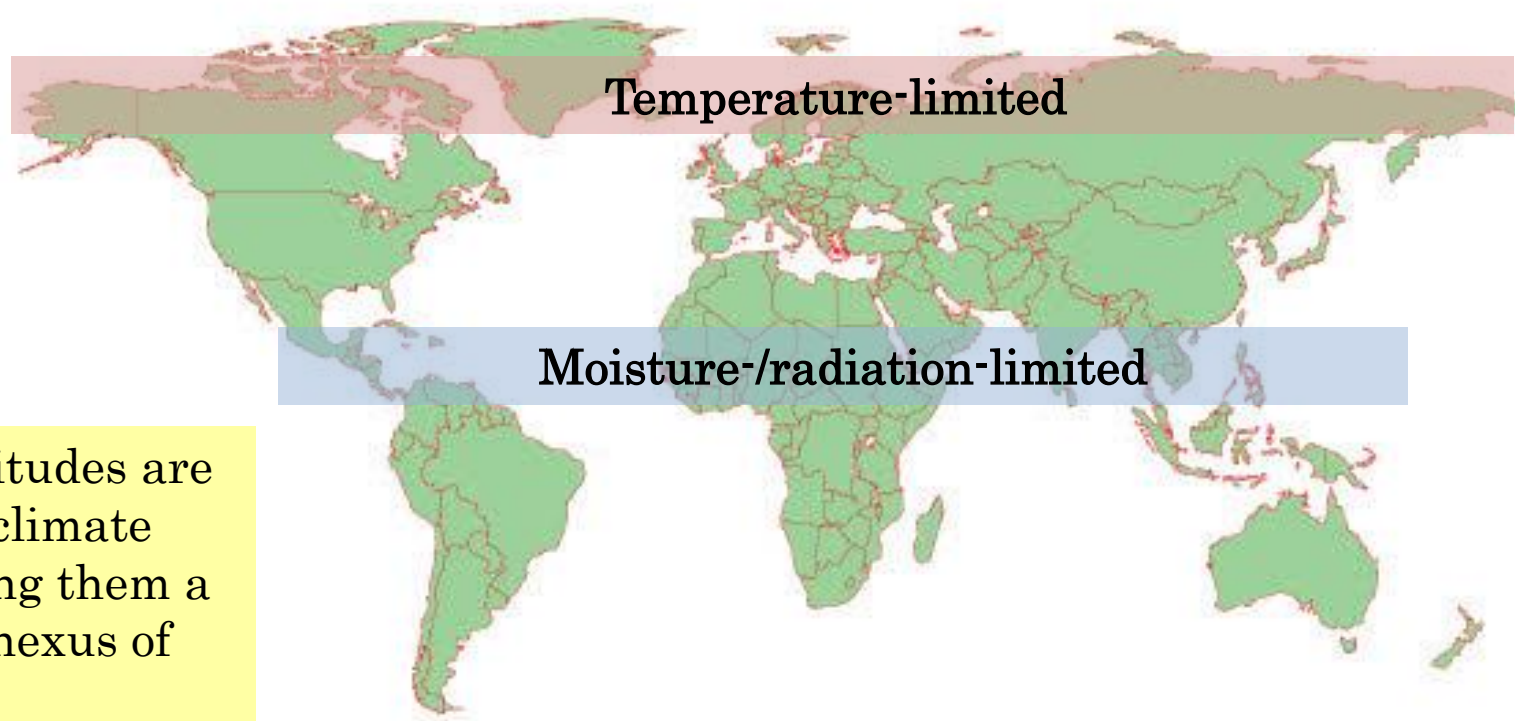 Temperature-limited
Moisture-/radiation-limited
itudes are
climate
ng them a
nexus of